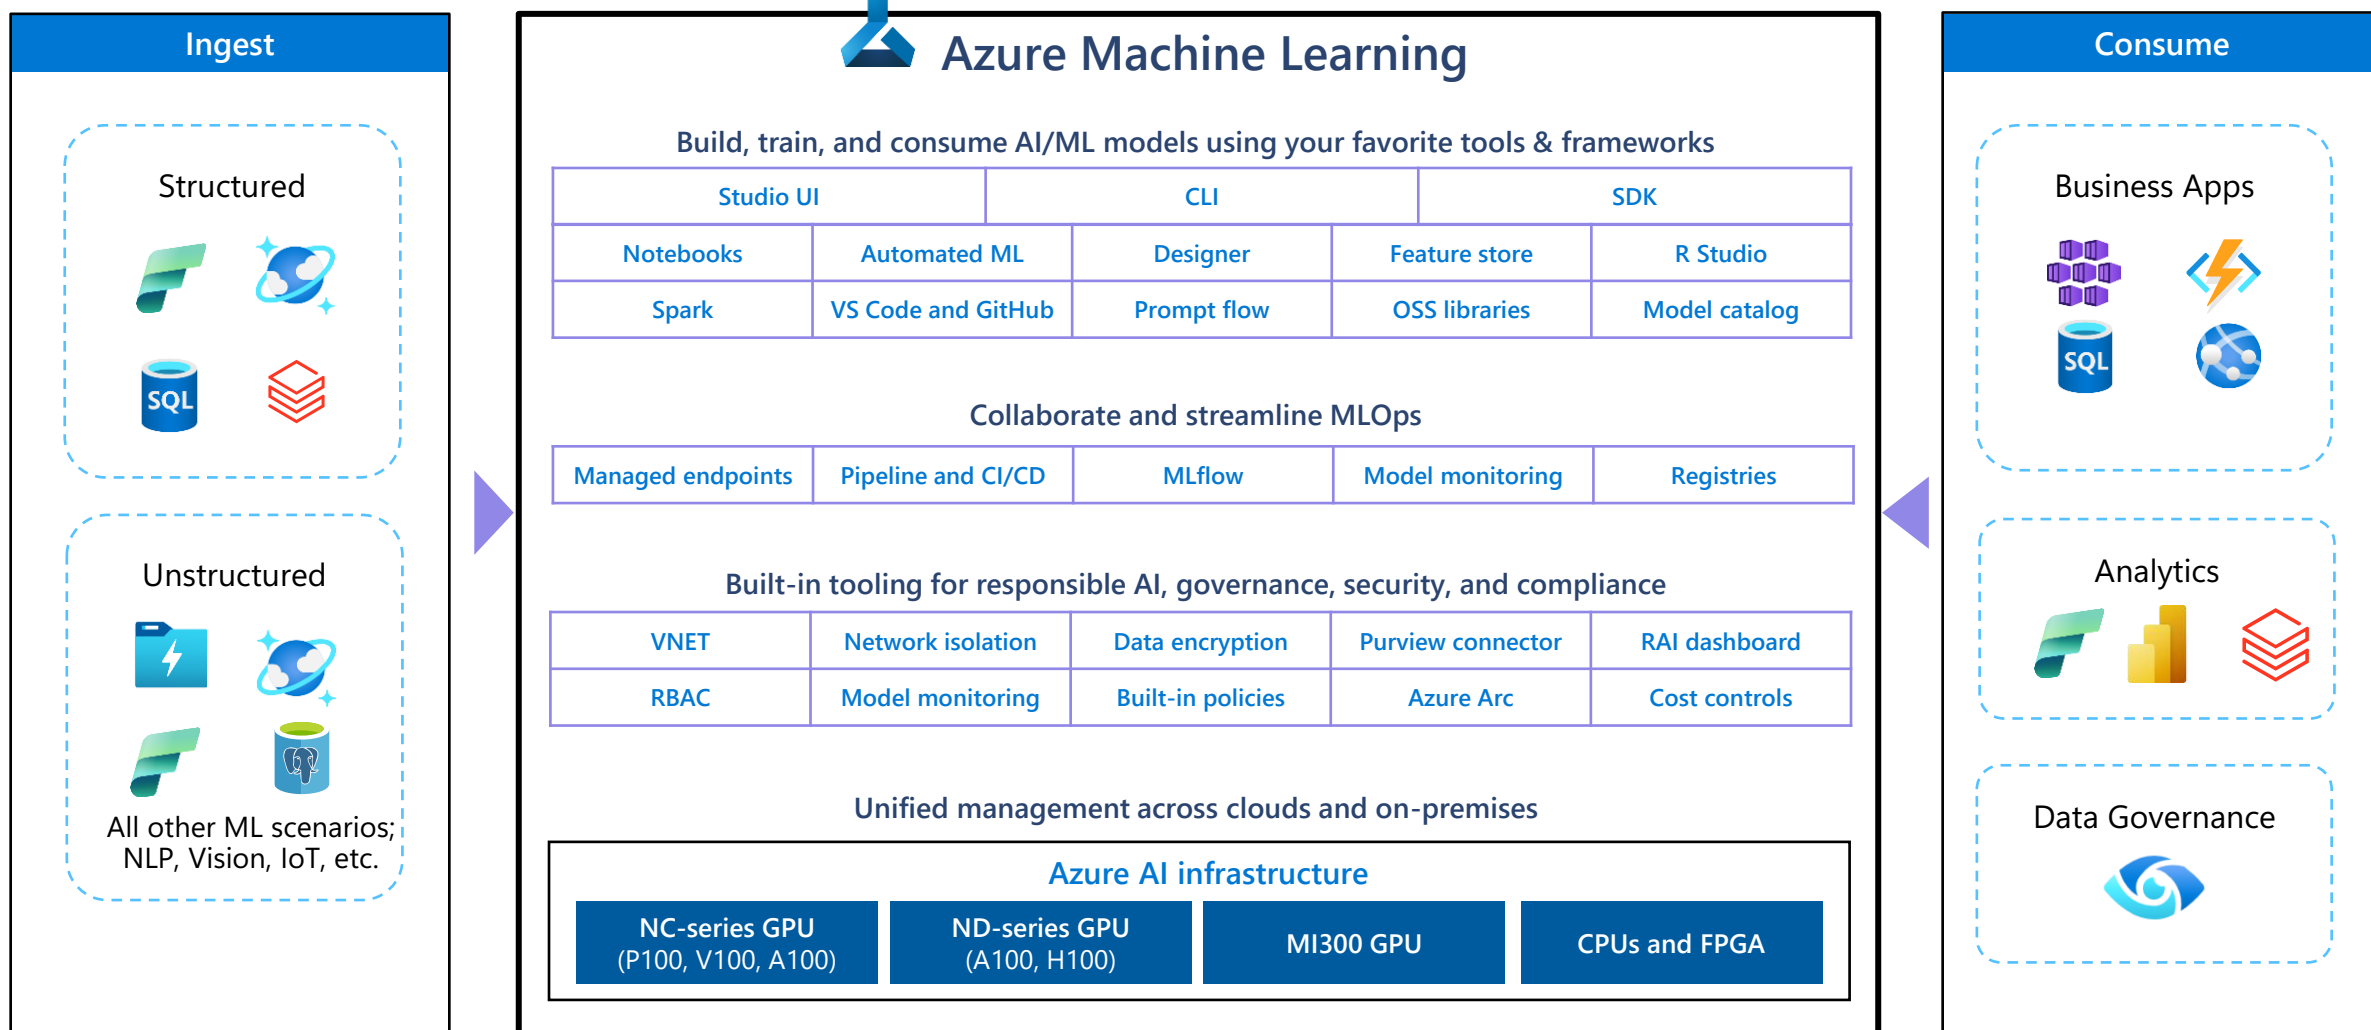 Ingest
Structured
SQL
Unstructured
All other ML scenarios;
NLP, Vision, IoT, etc.
Azure Machine Learning
Build, train, and consume AI/ML models using your favorite tools & frameworks
Studio UI CLI SDK
Notebooks Automated ML Designer Feature store R Studio
Spark VS Code and GitHub Prompt flow OSS libraries Model catalog
Collaborate and streamline MLOps
Managed endpoints Pipeline and CI/CD MLflow Model monitoring Registries
Built-in tooling for responsible AI, governance, security, and compliance
VNET Network isolation Data encryption Purview connector RAI dashboard
RBAC Model monitoring Built-in policies Azure Arc Cost controls
Unified management across clouds and on-premises
Azure AI infrastructure
NC-series GPU
(P100, V100, A100)
ND-series GPU
(A100, H100)
MI300 GPU
CPUs and FPGA
Consume
Business Apps
SQL
Analytics
Data Governance